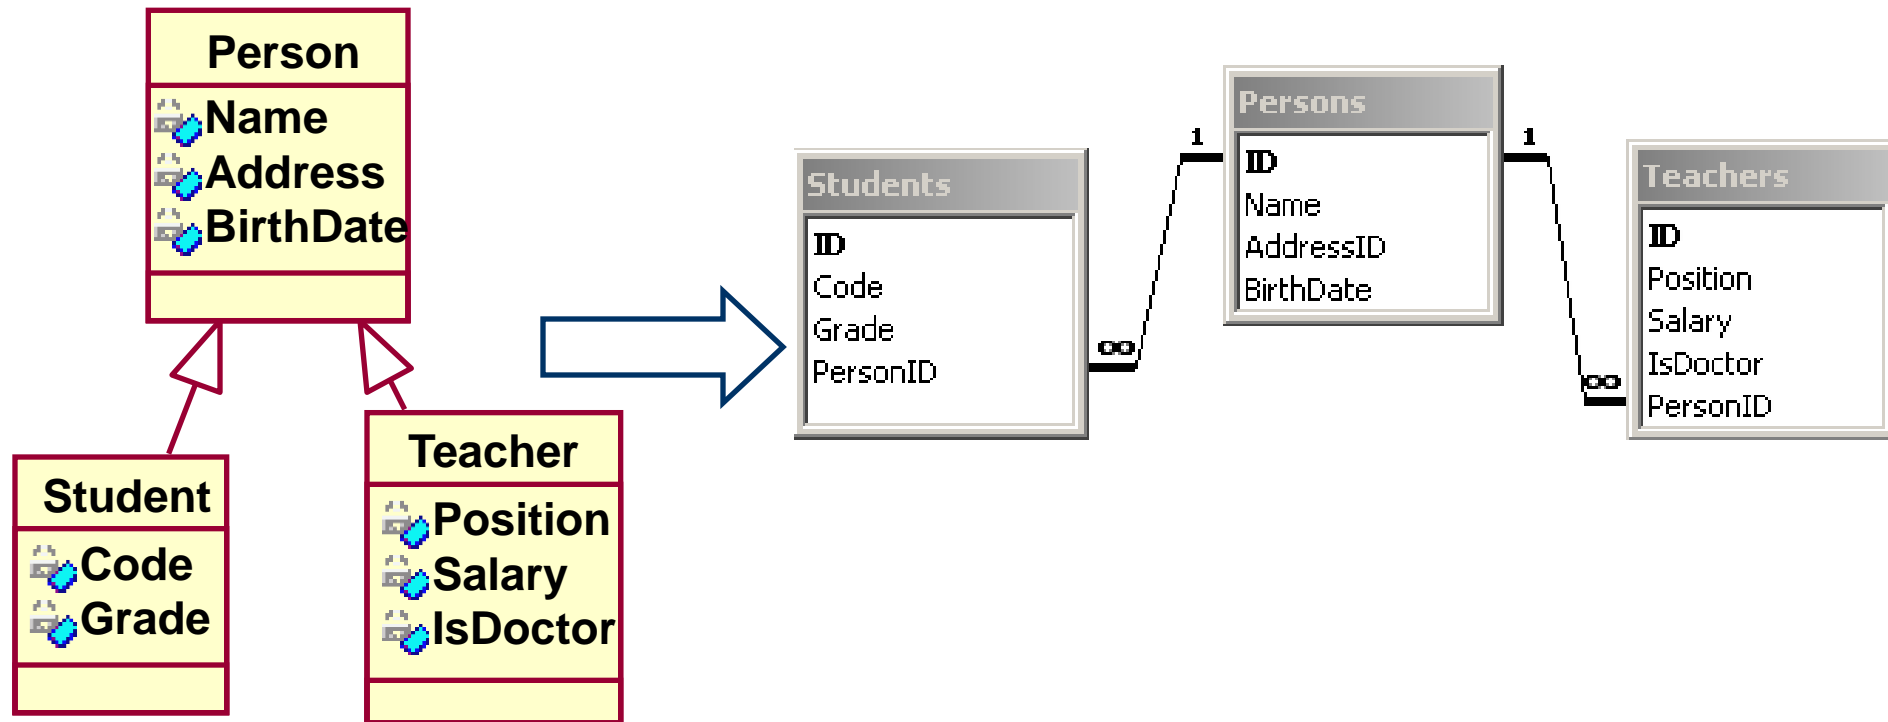 Person
Name
Address
BirthDate
Student
Code
Grade
Teacher
Position
Salary
IsDoctor
Students
ID
Code
Grade
PersonID
1
∞
Persons
ID
Name
AddressID
BirthDate
1
∞
Teachers
ID
Position
Salary
IsDoctor
PersonID